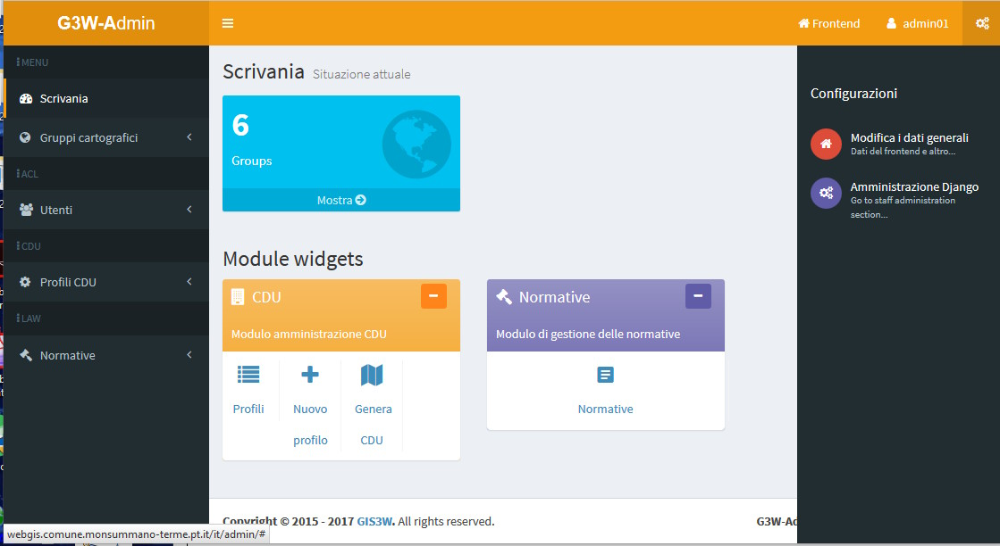 G3W-Admin
Frontend
admin01
MENU
Scrivania
Gruppi cartografici
ACL
Utenti
CDU
Profili CDU
LAW
Normative
Scrivania Situazione attuale
6
Groups
Mostra
Module widgets
CDU
Modulo amministrazione CDU
Profili
Nuovo
profilo
Genera
CDU
Normative
Modulo di gestione delle normative
Normative
Configurazioni
Modifica i dati generali
Dati del frontend e altro...
Amministrazione Django
Go to staff administration
section...
Copyright © 2015 - 2017 GIS3W. All rights reserved.
G3W-Ad
webgis.comune.monsummano-terme.pt.it/it/admin/#